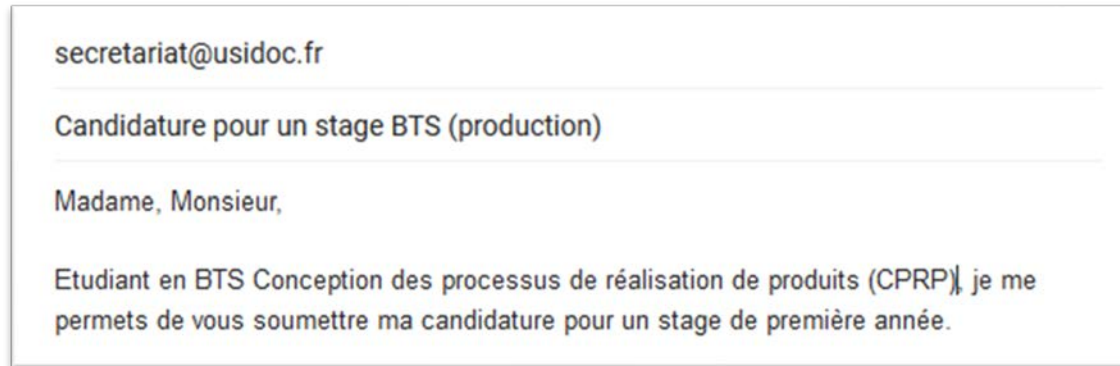 secretariat@usidoc.fr
Candidature pour un stage BTS (production)
Madame, Monsieur,
Etudiant en BTS Conception des processus de réalisation de produits (CPRP), je me
permets de vous soumettre ma candidature pour un stage de première année.